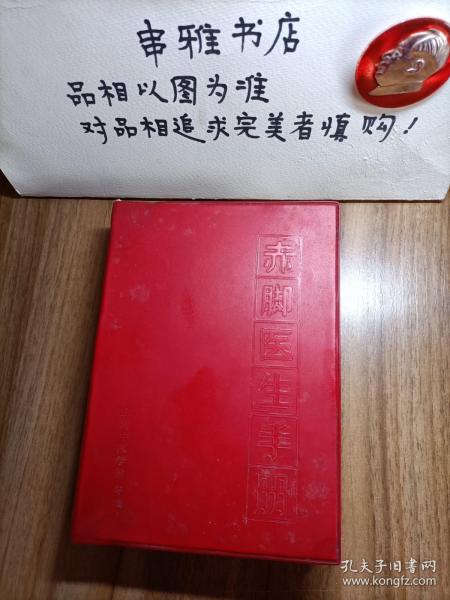 串雅书店
品相以图为准
对品相追求完美者慎购！
赤脚医生手册
孔夫子旧书网
www.kongfz.com